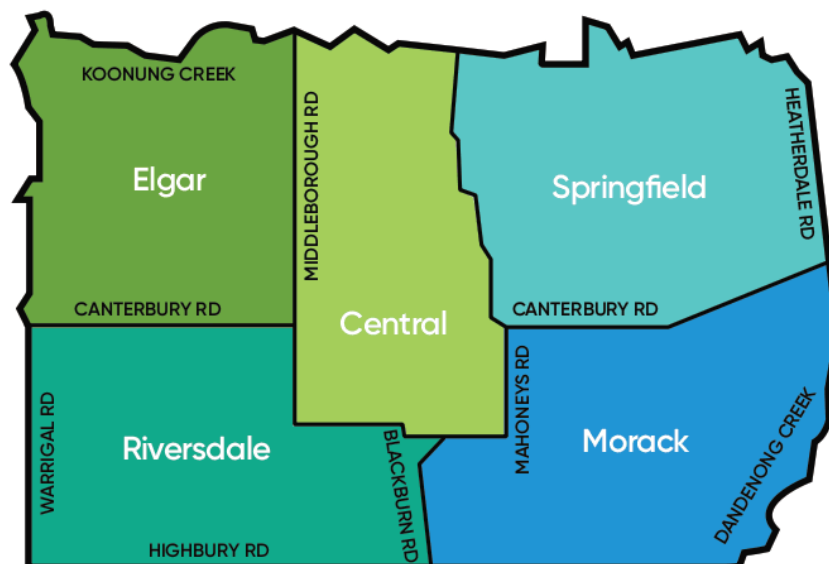 KOONUNG CREEK
Elgar
MIDDLEBOROUGH RD
Springfield
HEATHERDALE RD
CANTERBURY RD
Central
CANTERBURY RD
WARRIGAL RD
Riversdale
BLACKBURN RD
MAHONEYS RD
Morack
DANDENONG CREEK
HIGHBURY RD